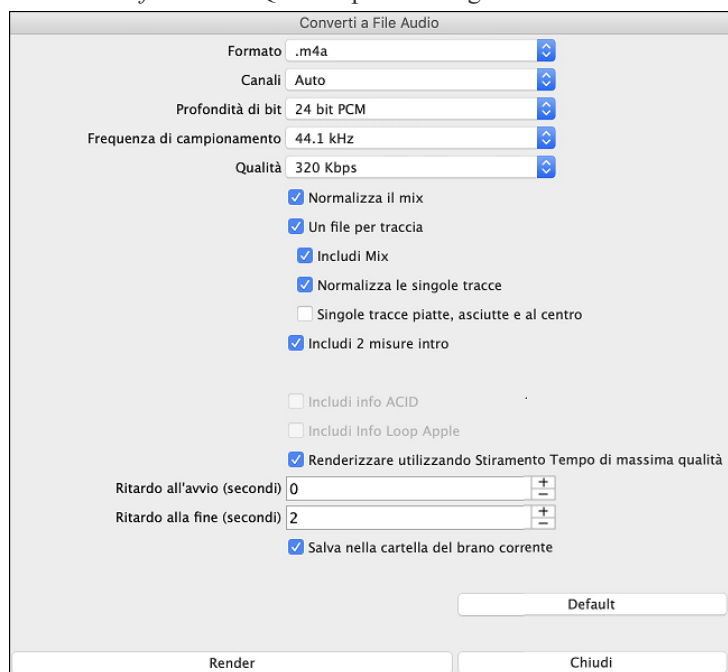 Converti a File Audio
Formato .m4a
Canali Auto
Profondità di bit 24 bit PCM
Frequenza di campionamento 44.1 kHz
Qualità 320 Kbps
Normalizza il mix
Un file per traccia
Includi Mix
Normalizza le singole tracce
Singole tracce piatte, asciutte e al centro
Includi 2 misure intro
Includi info ACID
Includi Info Loop Apple
Renderizzare utilizzando Stiramento Tempo di massima qualità
Ritardo all'avvio (secondi) 0 + −
Ritardo alla fine (secondi) 2 + −
Salva nella cartella del brano corrente
Default
Render Chiudi